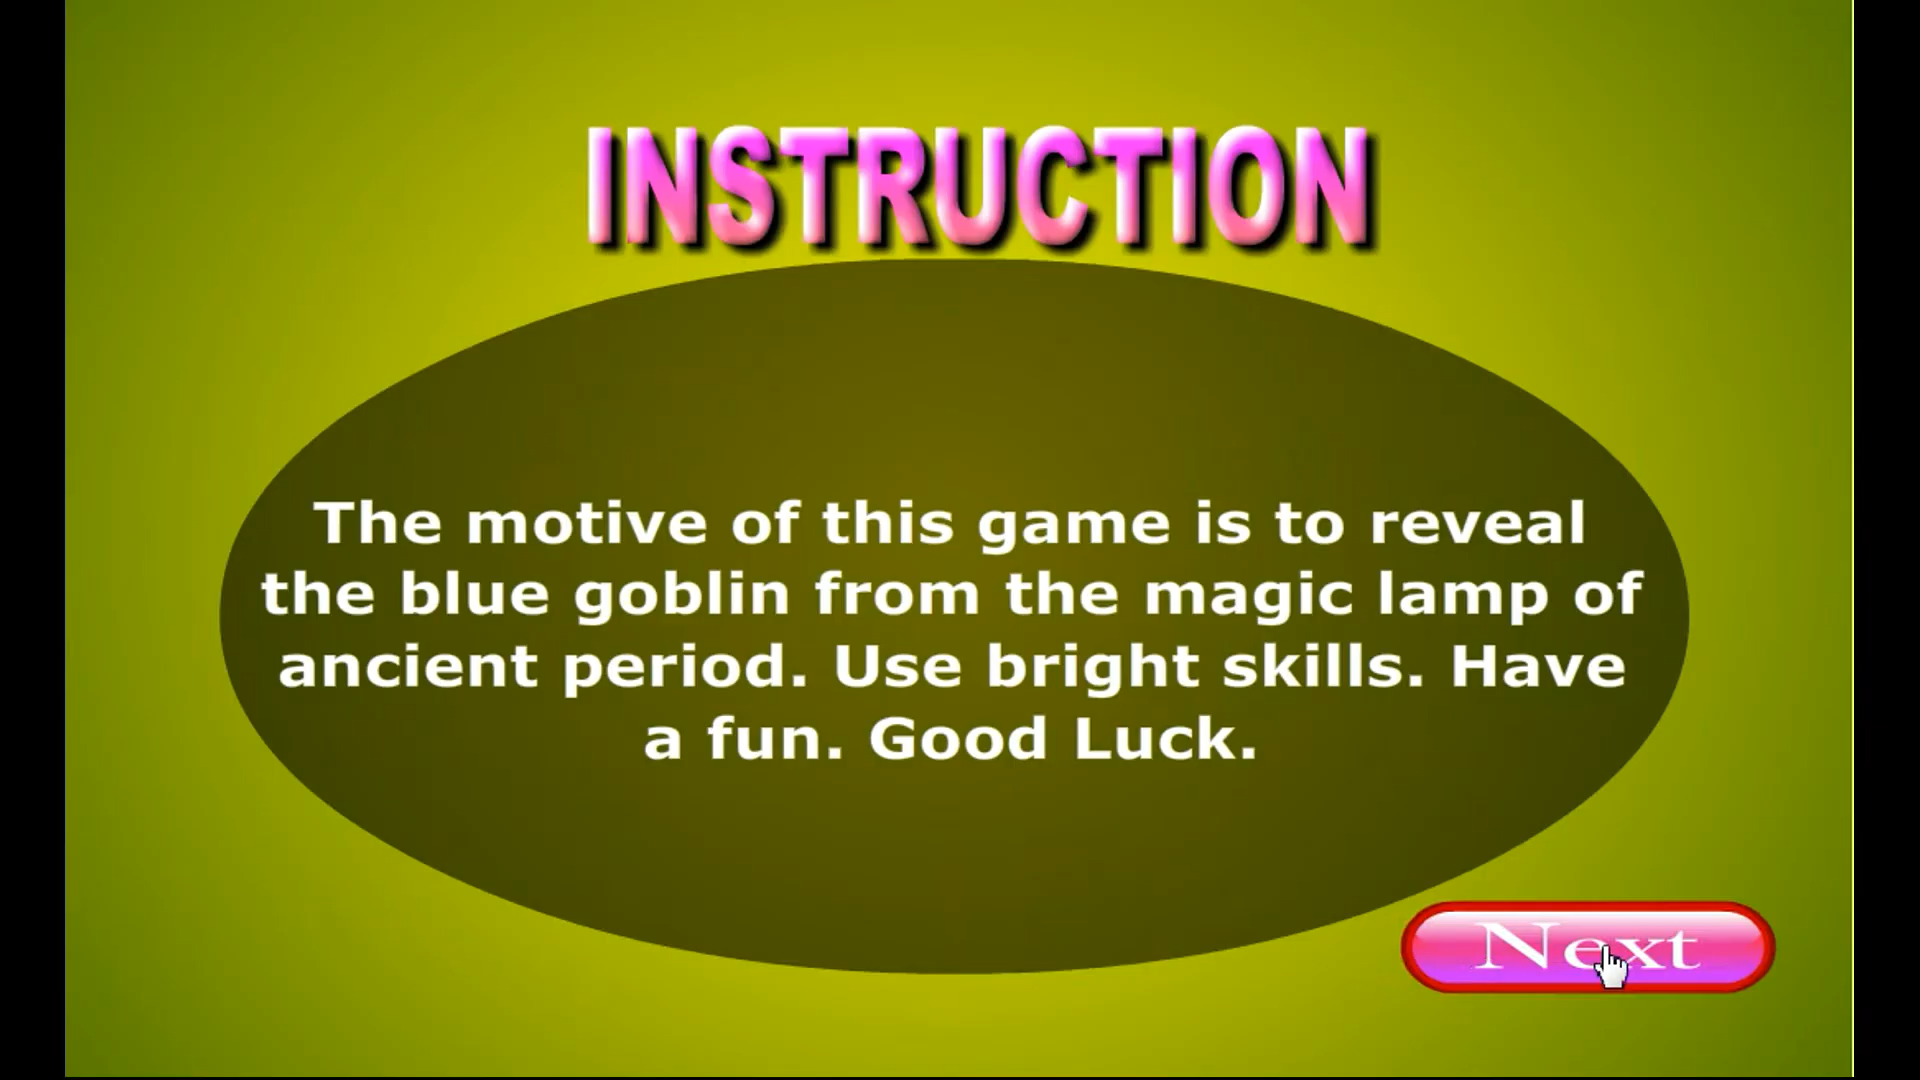 INSTRUCTION
The motive of this game is to reveal
the blue goblin from the magic lamp of
ancient period. Use bright skills. Have
a fun. Good Luck.
Next